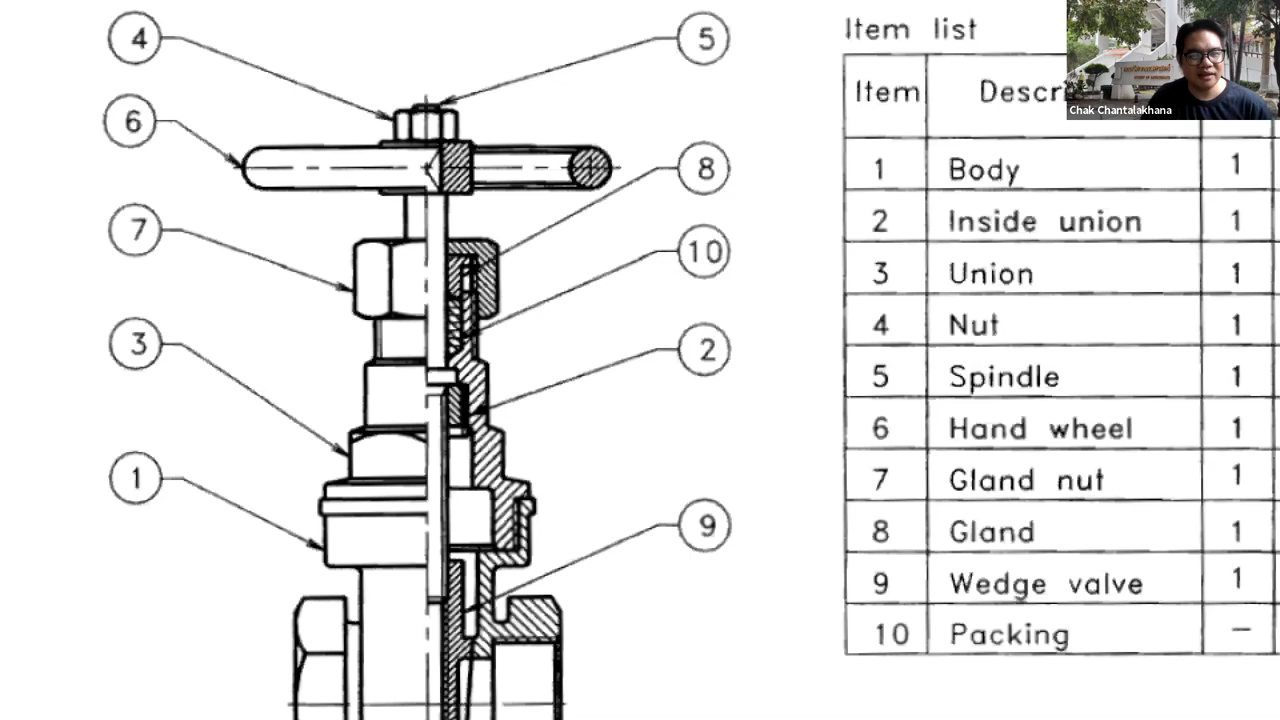 4
5
6
8
7
10
3
2
1
9
Item list
Item Descr
1 Body 1
2 Inside union 1
3 Union 1
4 Nut 1
5 Spindle 1
6 Hand wheel 1
7 Gland nut 1
8 Gland 1
9 Wedge valve 1
10 Packing –
Chak Chantalakhana